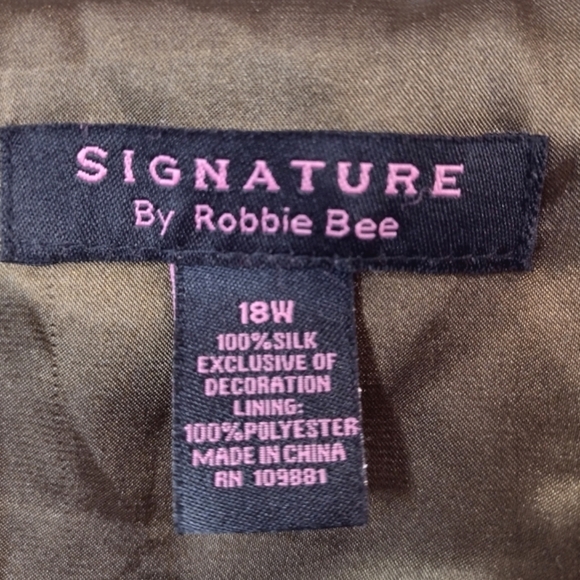 SIGNATURE
By Robbie Bee
18W
100%SILK
EXCLUSIVE OF
DECORATION
LINING:
100%POLYESTER
MADE IN CHINA
RN 109881